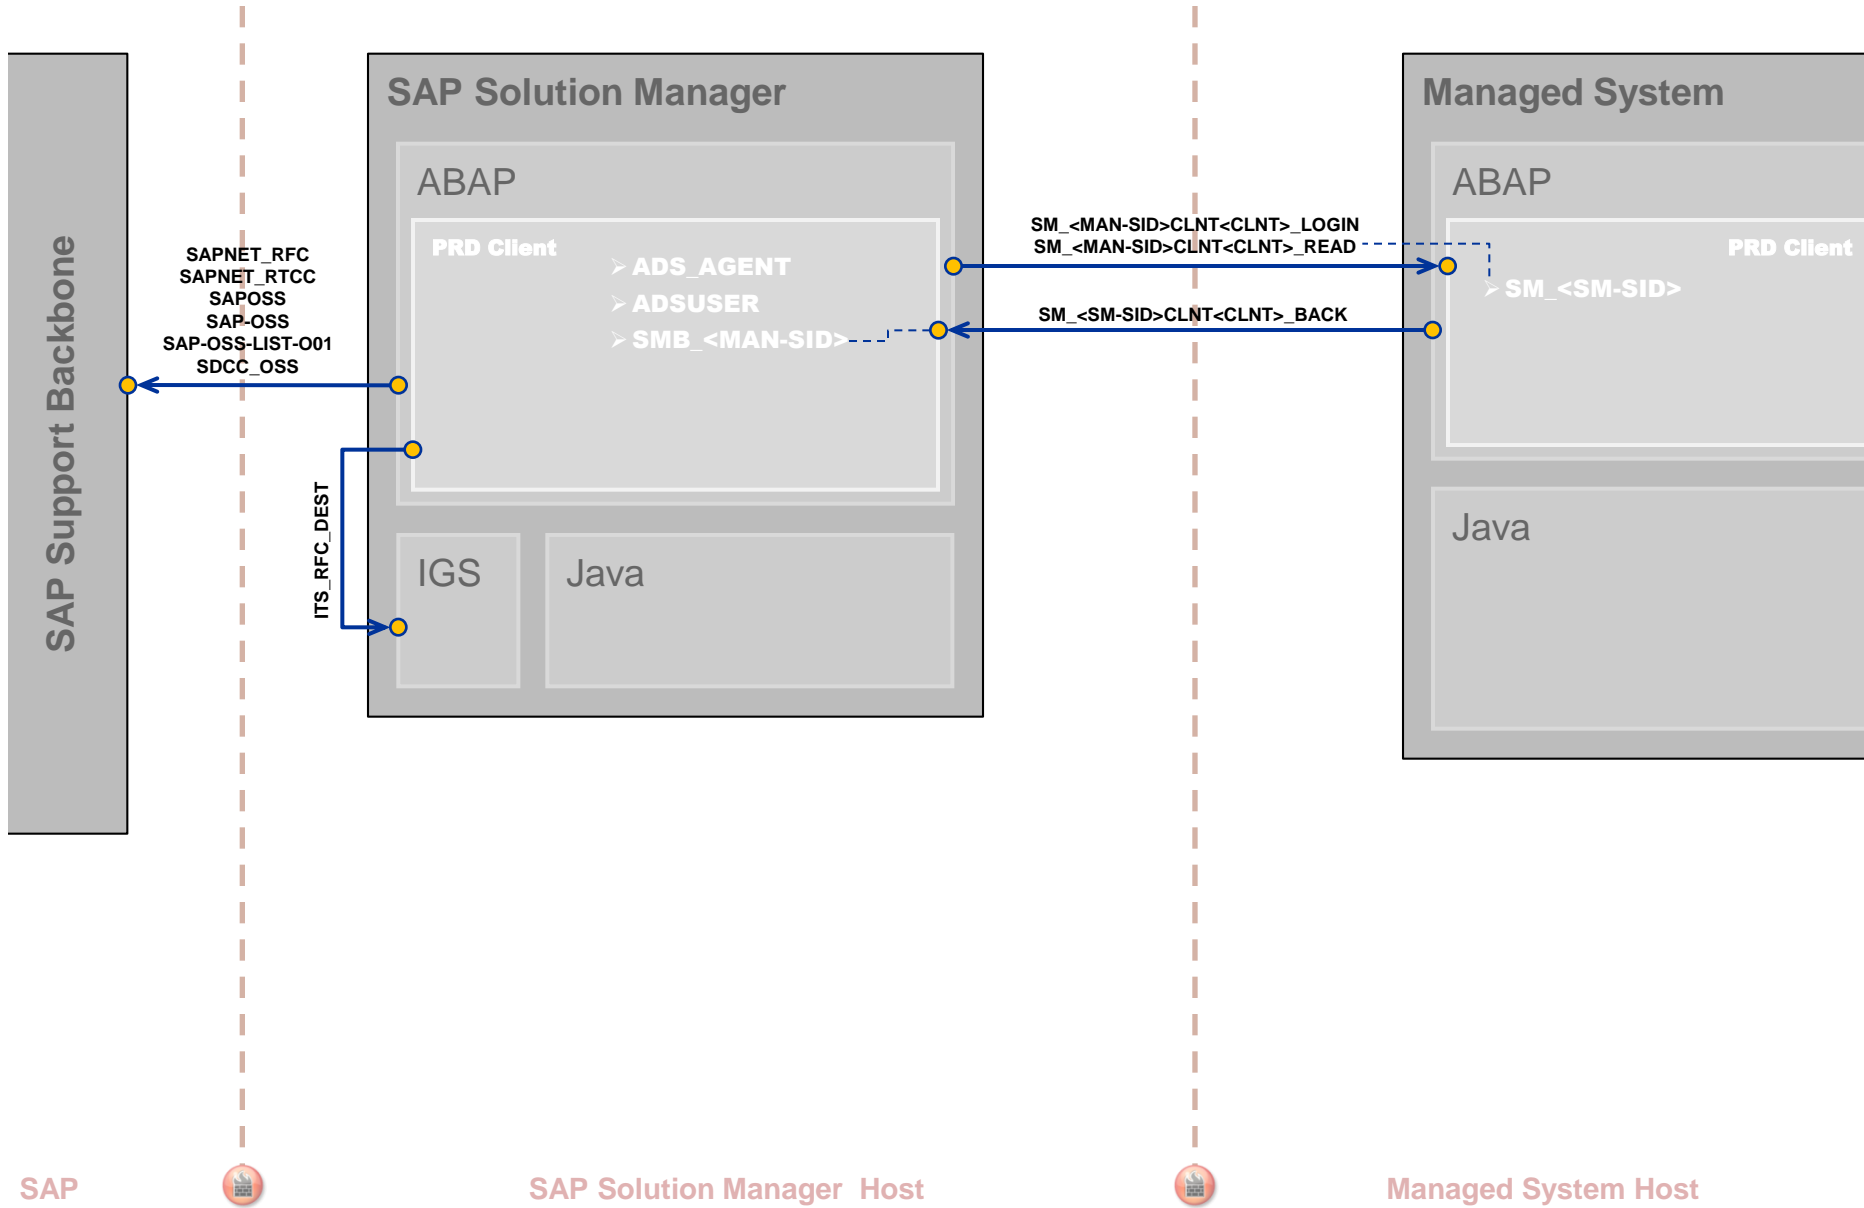 SAP Support Backbone
SAPNET_RFC
SAPNET_RTCC
SAPOSS
SAP-OSS
SAP-OSS-LIST-O01
SDCC_OSS
SAP Solution Manager
ABAP
PRD Client
ADS_AGENT
ADSUSER
SMB_<MAN-SID>
ITS_RFC_DEST
IGS
Java
SM_<MAN-SID>CLNT<CLNT>_LOGIN
SM_<MAN-SID>CLNT<CLNT>_READ
SM_<SM-SID>CLNT<CLNT>_BACK
Managed System
ABAP
PRD Client
SM_<SM-SID>
Java
SAP
SAP Solution Manager Host
Managed System Host